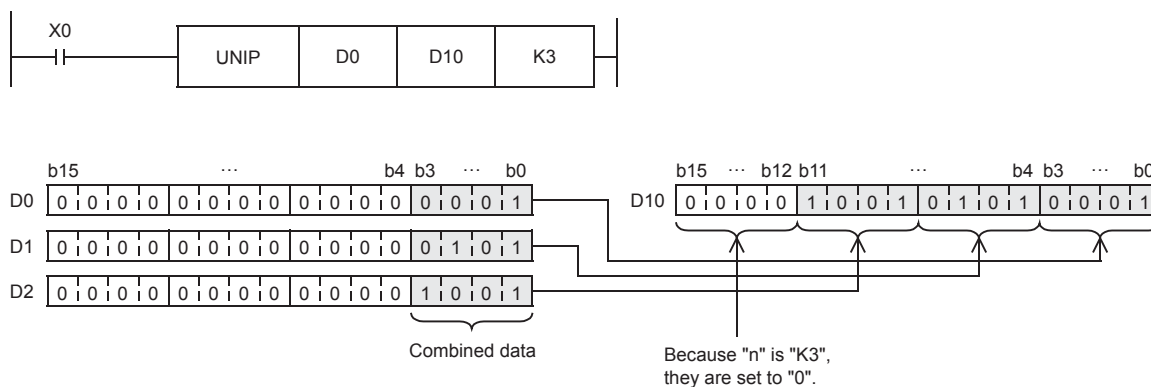 X0
UNIP D0 D10 K3
b15 ... b4 b3 ... b0
D0 0 0 0 0 0 0 0 0 0 0 0 0 0 0 0 1
D1 0 0 0 0 0 0 0 0 0 0 0 0 0 1 0 1
D2 0 0 0 0 0 0 0 0 0 0 0 0 1 0 0 1
Combined data
b15 ... b12 b11 ... b4 b3 ... b0
D10 0 0 0 0 1 0 0 1 0 1 0 1 0 0 0 1
Because "n" is "K3",
they are set to "0".